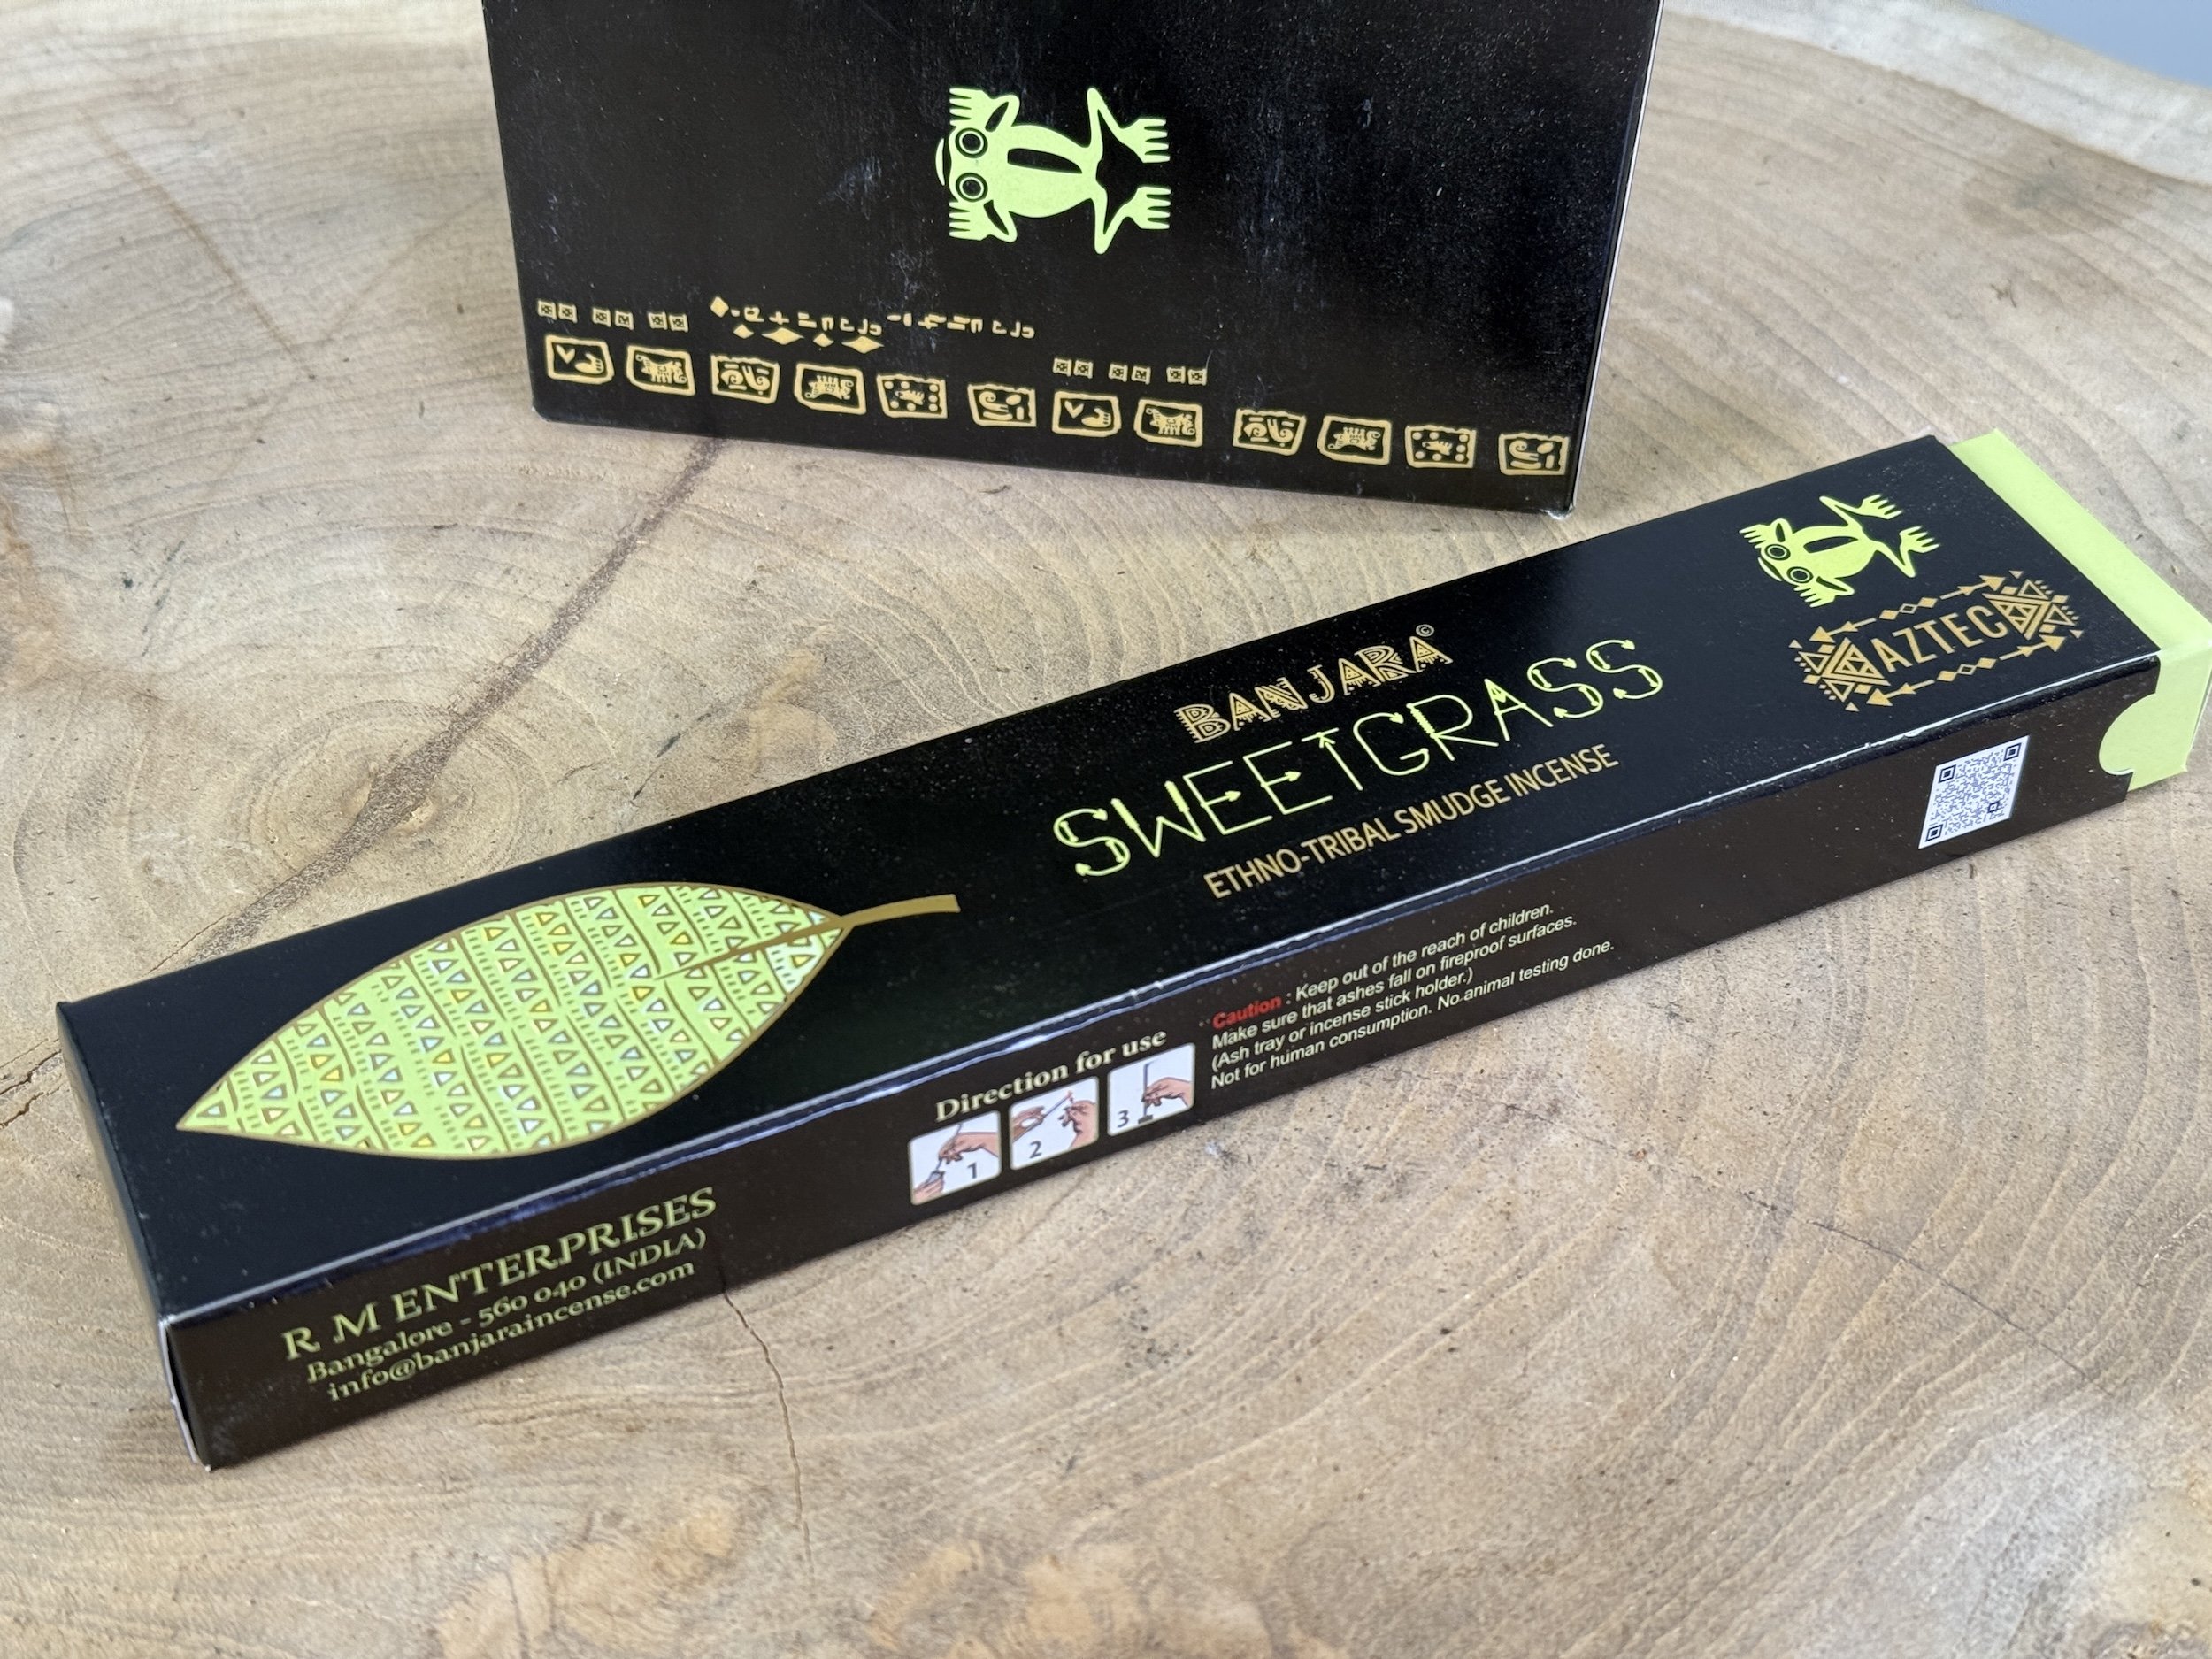 BANJARA©
SWEETGRASS
ETHNO-TRIBAL SMUDGE INCENSE
AZTEC
R M ENTERPRISES
Bangalore - 560 040 (INDIA)
info@banjaraincense.com
Direction for use
1
2
3
Caution : Keep out of the reach of children.
Make sure that ashes fall on fireproof surfaces.
(Ash tray or incense stick holder.)
Not for human consumption. No animal testing done.